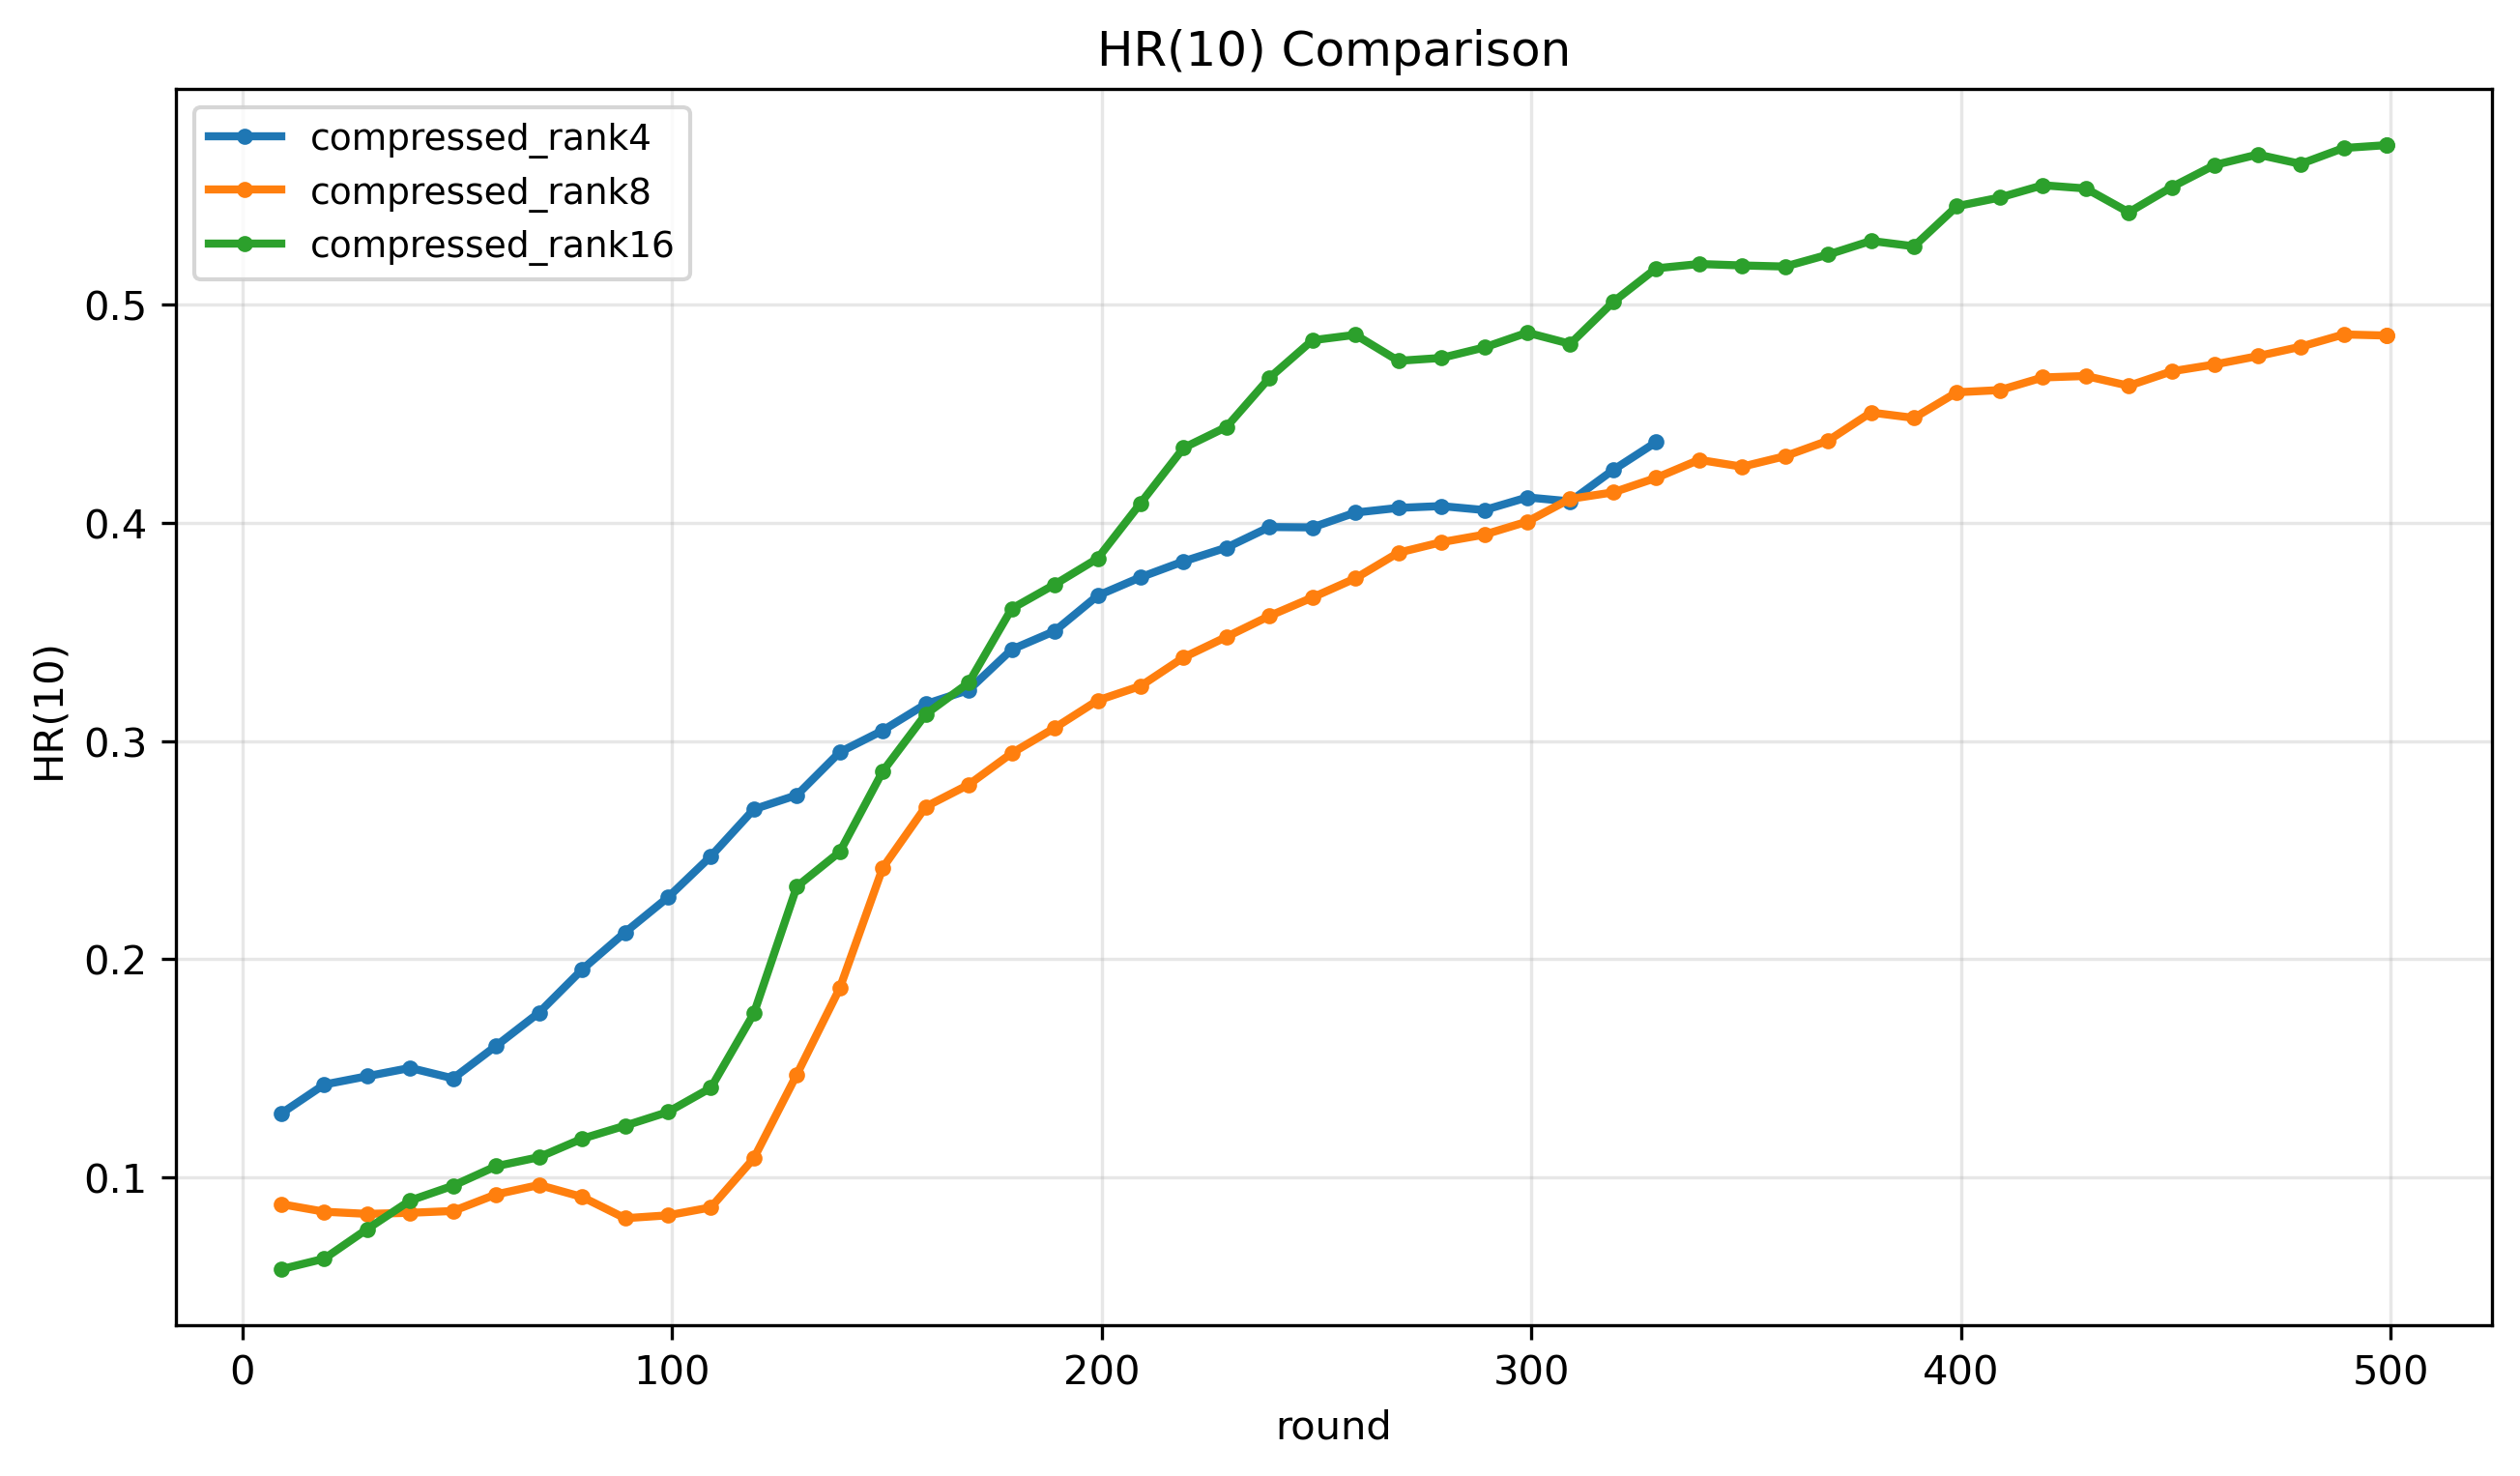 HR(10) Comparison
compressed_rank4
compressed_rank8
compressed_rank16
HR(10)
0.5
0.4
0.3
0.2
0.1
0 100 200 300 400 500
round